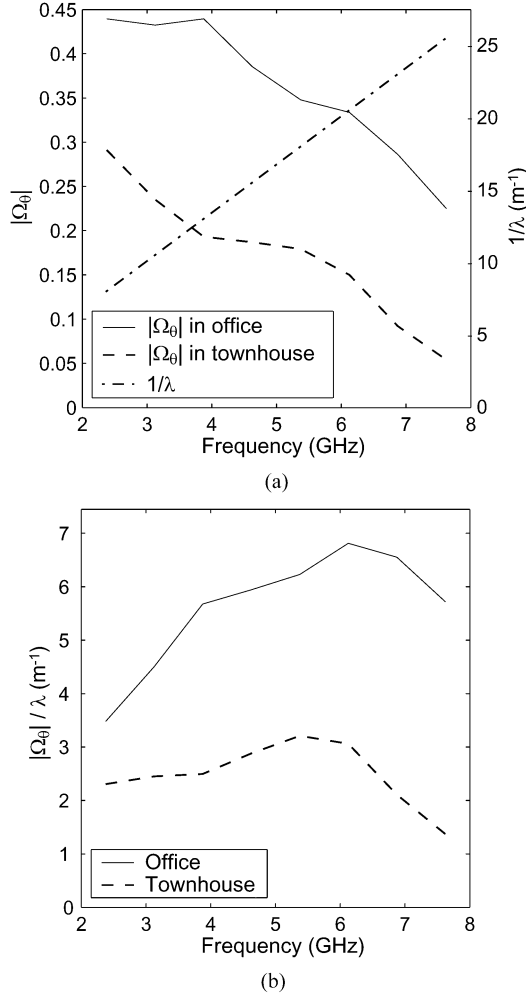 0.45
0.4
0.35
0.3
0.25
0.2
0.15
0.1
0.05
0
|Ωθ|
25
20
15
10
5
0
1/λ (m-1)
|Ωθ| in office
|Ωθ| in townhouse
1/λ
2 3 4 5 6 7 8
Frequency (GHz)
(a)
7
6
5
4
3
2
1
0
|Ωθ| / λ (m-1)
Office
Townhouse
2 3 4 5 6 7 8
Frequency (GHz)
(b)